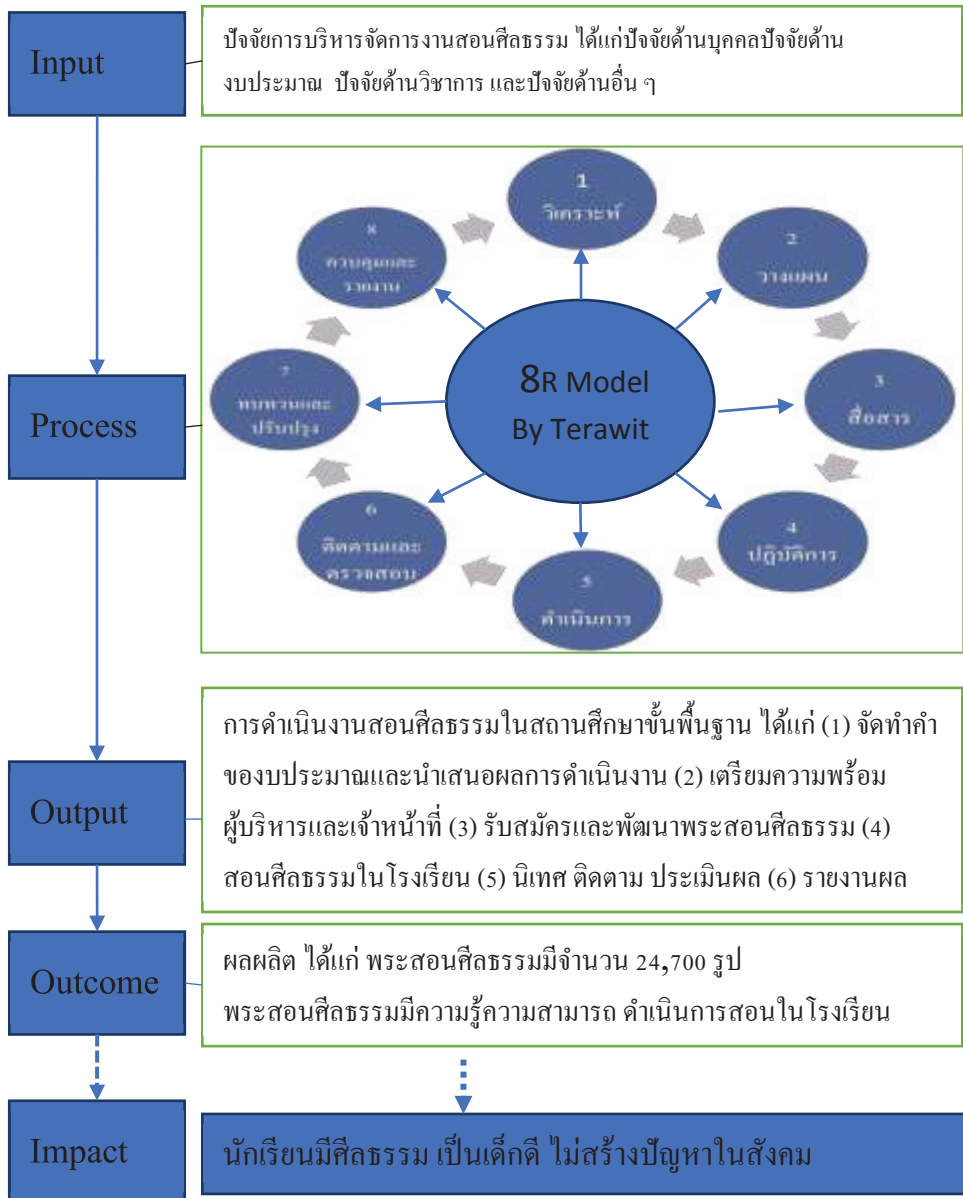 Input
ปัจจัยการบริหารจัดการงานสอนศีลธรรม ได้แก่ปัจจัยด้านบุคคลปัจจัยด้าน
งบประมาณ ปัจจัยด้านวิชาการ และปัจจัยด้านอื่น ๆ
Process
8R Model
By Terawit
1
วิเคราะห์
2
วางแผน
3
สื่อสาร
4
ปฏิบัติการ
5
ดำเนินการ
6
ติดตามและ
ตรวจสอบ
7
ทบทวนและ
ปรับปรุง
8
ควบคุมและ
รายงาน
Output
การดำเนินงานสอนศีลธรรมในสถานศึกษาขั้นพื้นฐาน ได้แก่ (1) จัดทำคำ
ของบประมาณและนำเสนอผลการดำเนินงาน (2) เตรียมความพร้อม
ผู้บริหารและเจ้าหน้าที่ (3) รับสมัครและพัฒนาพระสอนศีลธรรม (4)
สอนศีลธรรมในโรงเรียน (5) นิเทศ ติดตาม ประเมินผล (6) รายงานผล
Outcome
ผลผลิต ได้แก่ พระสอนศีลธรรมมีจำนวน 24,700 รูป
พระสอนศีลธรรมมีความรู้ความสามารถ ดำเนินการสอนในโรงเรียน
Impact
นักเรียนมีศีลธรรม เป็นเด็กดี ไม่สร้างปัญหาในสังคม